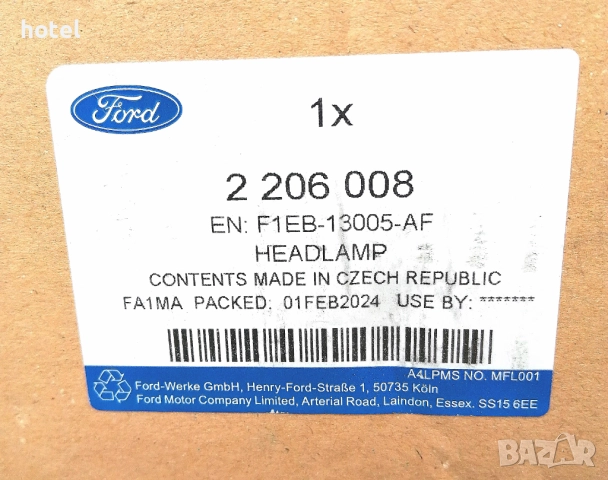 hotel
Ford
1x
2 206 008
EN: F1EB-13005-AF
HEADLAMP
CONTENTS MADE IN CZECH REPUBLIC
FA1MA PACKED: 01FEB2024 USE BY: *******
A4LPMS NO. MFL001
Ford-Werke GmbH, Henry-Ford-Straße 1, 50735 Köln
Ford Motor Company Limited, Arterial Road, Laindon, Essex. SS15 6EE
BAZAR